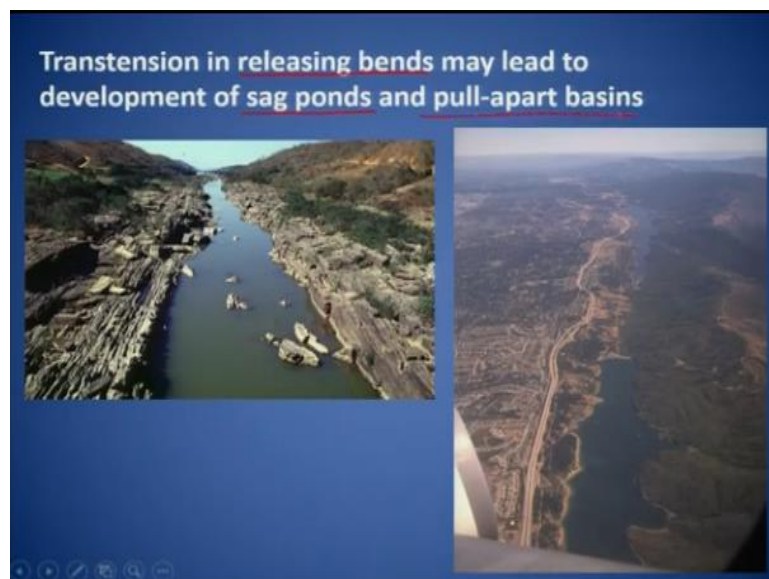 Transtension in releasing bends may lead to
development of sag ponds and pull-apart basins